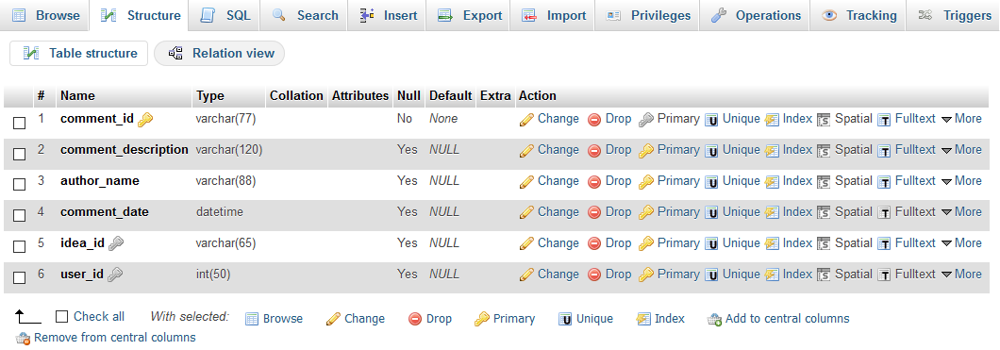 Browse Structure SQL Search Insert Export Import Privileges Operations Tracking Triggers
Table structure Relation view
# Name Type Collation Attributes Null Default Extra Action
1 comment_id varchar(77) No None Change Drop Primary Unique Index Spatial Fulltext More
2 comment_description varchar(120) Yes NULL Change Drop Primary Unique Index Spatial Fulltext More
3 author_name varchar(88) Yes NULL Change Drop Primary Unique Index Spatial Fulltext More
4 comment_date datetime Yes NULL Change Drop Primary Unique Index Spatial Fulltext More
5 idea_id varchar(65) Yes NULL Change Drop Primary Unique Index Spatial Fulltext More
6 user_id int(50) Yes NULL Change Drop Primary Unique Index Spatial Fulltext More
Check all With selected: Browse Change Drop Primary Unique Index Add to central columns
Remove from central columns